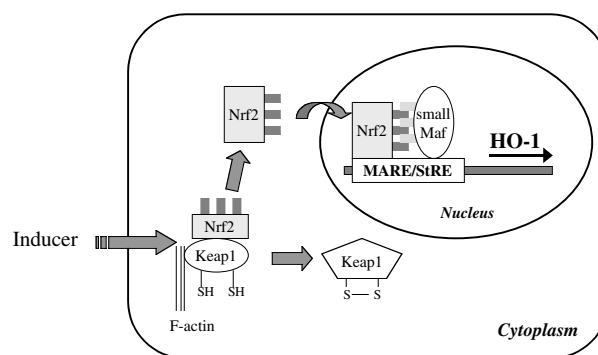 Nrf2
Nrf2
small
Maf
HO-1
MARE/StRE
Nucleus
Nrf2
Inducer
Keap1
Keap1
SH SH
S — S
F-actin
Cytoplasm